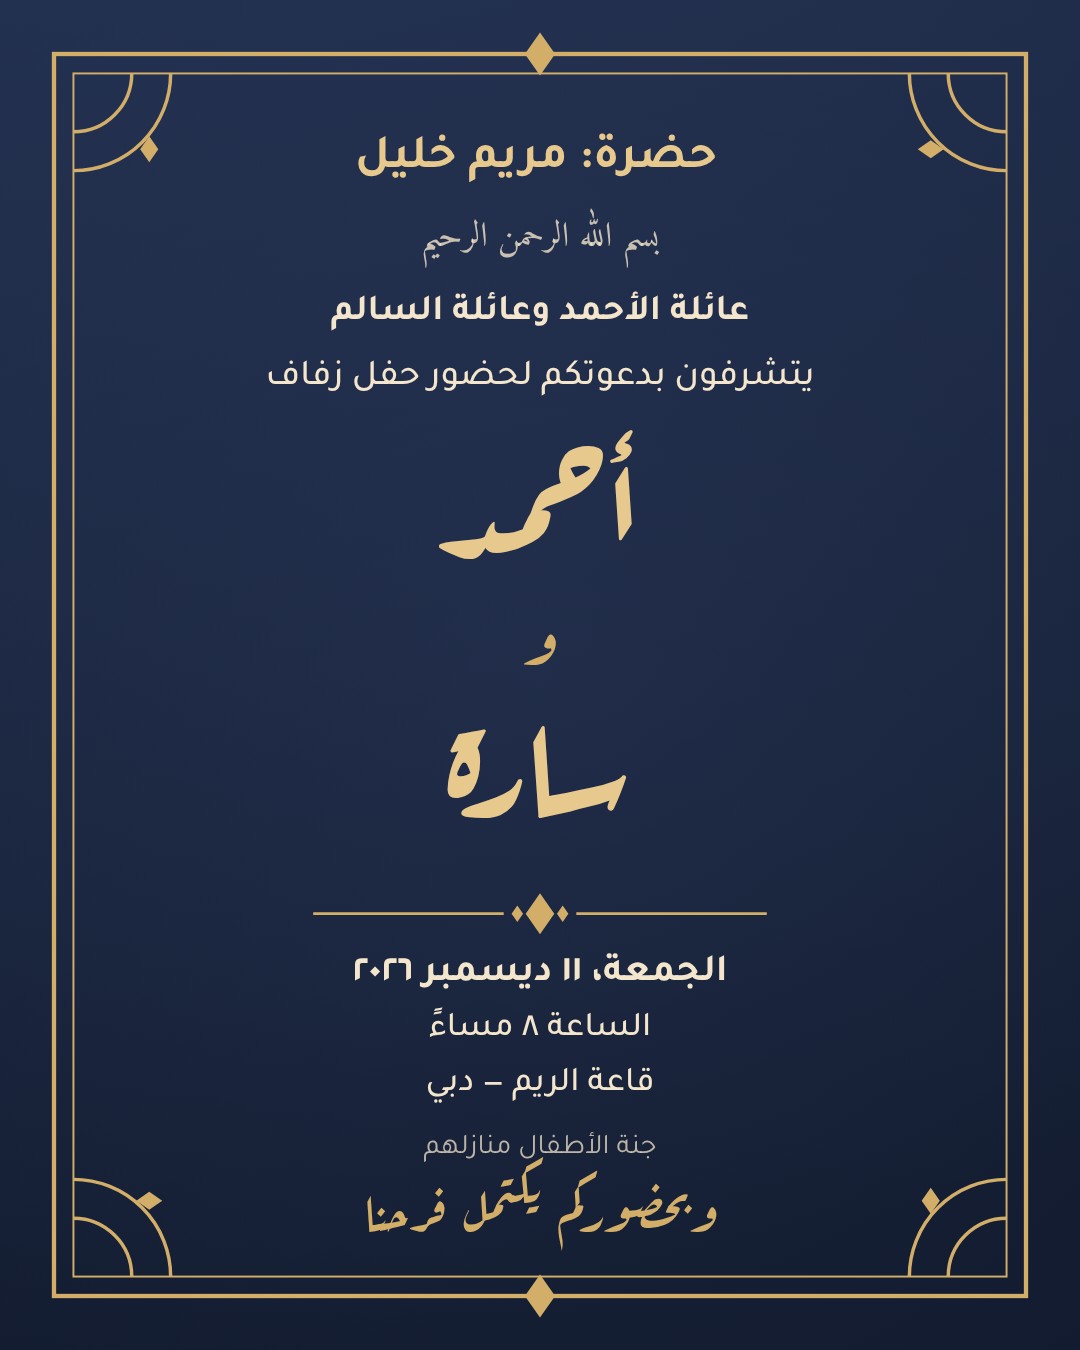 حضرة: مريم خليل
بسم الله الرحمن الرحيم
عائلة الأحمد وعائلة السالم
يتشرفون بدعوتكم لحضور حفل زفاف
أحمد
و
سارة
الجمعة، ١١ ديسمبر ٢٠٢٦
الساعة ٨ مساءً
قاعة الريم – دبي
جنة الأطفال منازلهم
وبحضوركم يكتمل فرحنا